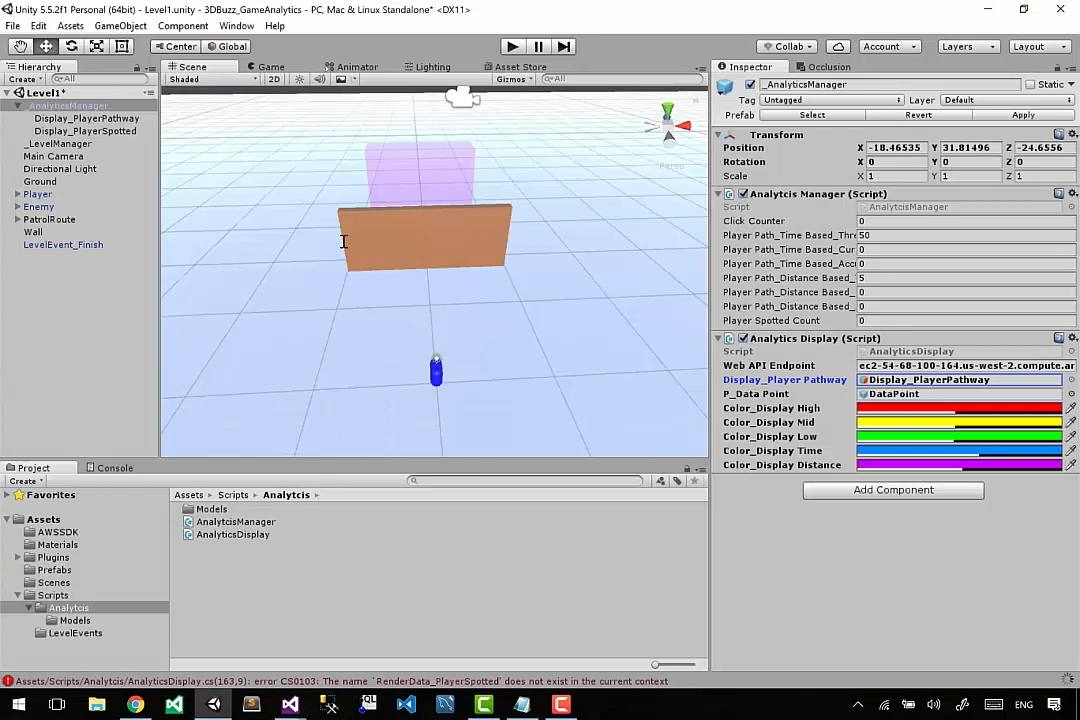 Unity 5.5.2f1 Personal (64bit) - Level1.unity - 3DBuzz_GameAnalytics - PC, Mac & Linux Standalone* <DX11>
File Edit Assets GameObject Component Window Help
Center Global Collab Account Layers Layout
Hierarchy Scene Game Animator Lighting Asset Store Inspector Occlusion
Create All Shaded 2D Gizmos All
Level1*
_AnalyticsManager
Display_PlayerPathway
Display_PlayerSpotted
_LevelManager
Main Camera
Directional Light
Ground
Player
Enemy
PatrolRoute
Wall
LevelEvent_Finish
Persp
_AnalyticsManager Static
Tag Untagged Layer Default
Prefab Select Revert Apply
Transform
Position X -18.46535 Y 31.81496 Z -24.6556
Rotation X 0 Y 0 Z 0
Scale X 1 Y 1 Z 1
Analytcis Manager (Script)
Script AnalytcisManager
Click Counter 0
Player Path_Time Based_Thre 50
Player Path_Time Based_Cur 0
Player Path_Time Based_Acc 0
Player Path_Distance Based_ 5
Player Path_Distance Based_ 0
Player Path_Distance Based_ 0
Player Spotted Count 0
Analytics Display (Script)
Script AnalyticsDisplay
Web API Endpoint ec2-54-68-100-164.us-west-2.compute.ar
Display_Player Pathway Display_PlayerPathway
P_Data Point DataPoint
Color_Display High
Color_Display Mid
Color_Display Low
Color_Display Time
Color_Display Distance
Add Component
Project Console
Create
Favorites
Assets
AWSSDK
Materials
Plugins
Prefabs
Scenes
Scripts
Analytcis
Models
LevelEvents
Assets Scripts Analytcis
Models
AnalytcisManager
AnalyticsDisplay
Assets/Scripts/Analytcis/AnalyticsDisplay.cs(163,9): error CS0103: The name `RenderData_PlayerSpotted' does not exist in the current context
ENG